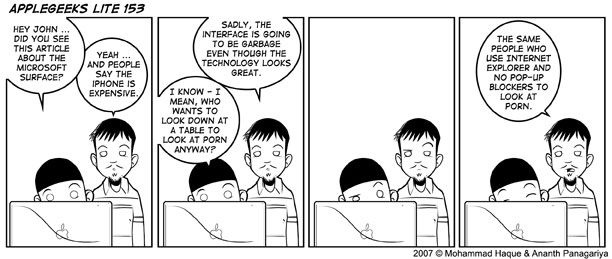 APPLEGEEKS LITE 153
HEY JOHN ...
DID YOU SEE
THIS ARTICLE
ABOUT THE
MICROSOFT
SURFACE?
YEAH ...
AND PEOPLE
SAY THE
IPHONE IS
EXPENSIVE.
SADLY, THE
INTERFACE IS GOING
TO BE GARBAGE
EVEN THOUGH THE
TECHNOLOGY LOOKS
GREAT.
I KNOW - I
MEAN, WHO
WANTS TO
LOOK DOWN AT
A TABLE TO
LOOK AT PORN
ANYWAY?
THE SAME
PEOPLE WHO
USE INTERNET
EXPLORER AND
NO POP-UP
BLOCKERS TO
LOOK AT
PORN.
2007 © Mohammad Haque & Ananth Panagariya